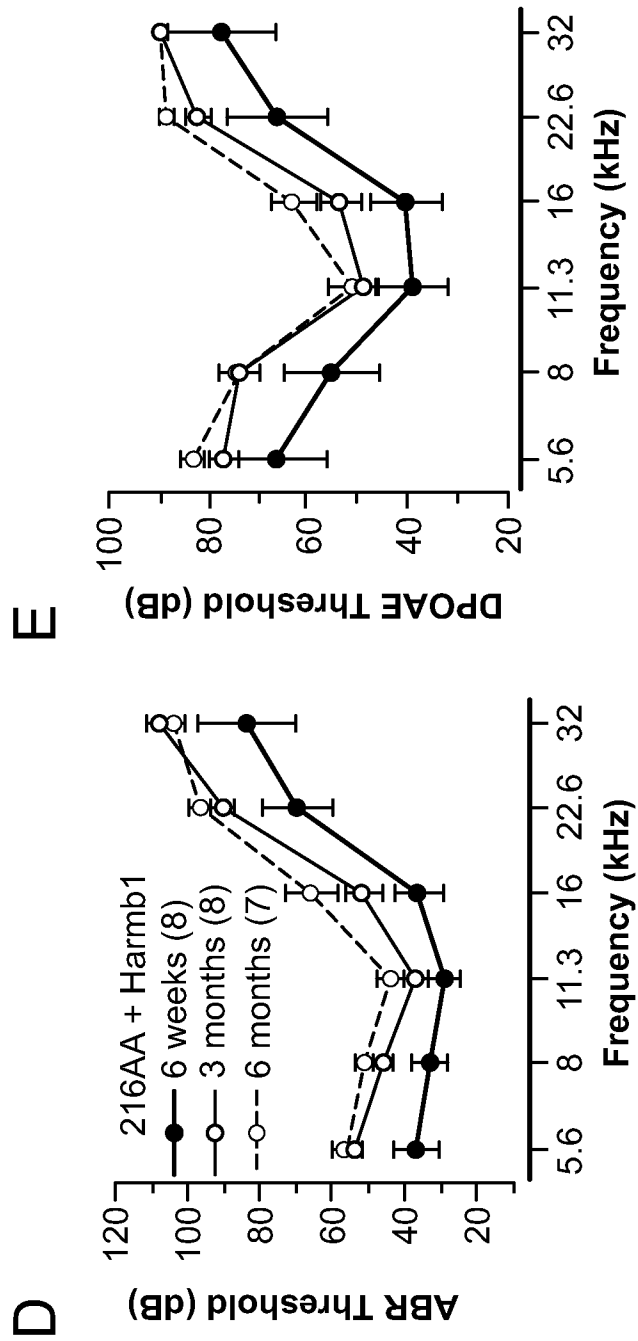 D
216AA + Harmb1
6 weeks (8)
3 months (8)
6 months (7)
ABR Threshold (dB)
120
100
80
60
40
20
5.6 8 11.3 16 22.6 32
Frequency (kHz)
E
DPOAE Threshold (dB)
100
80
60
40
20
5.6 8 11.3 16 22.6 32
Frequency (kHz)